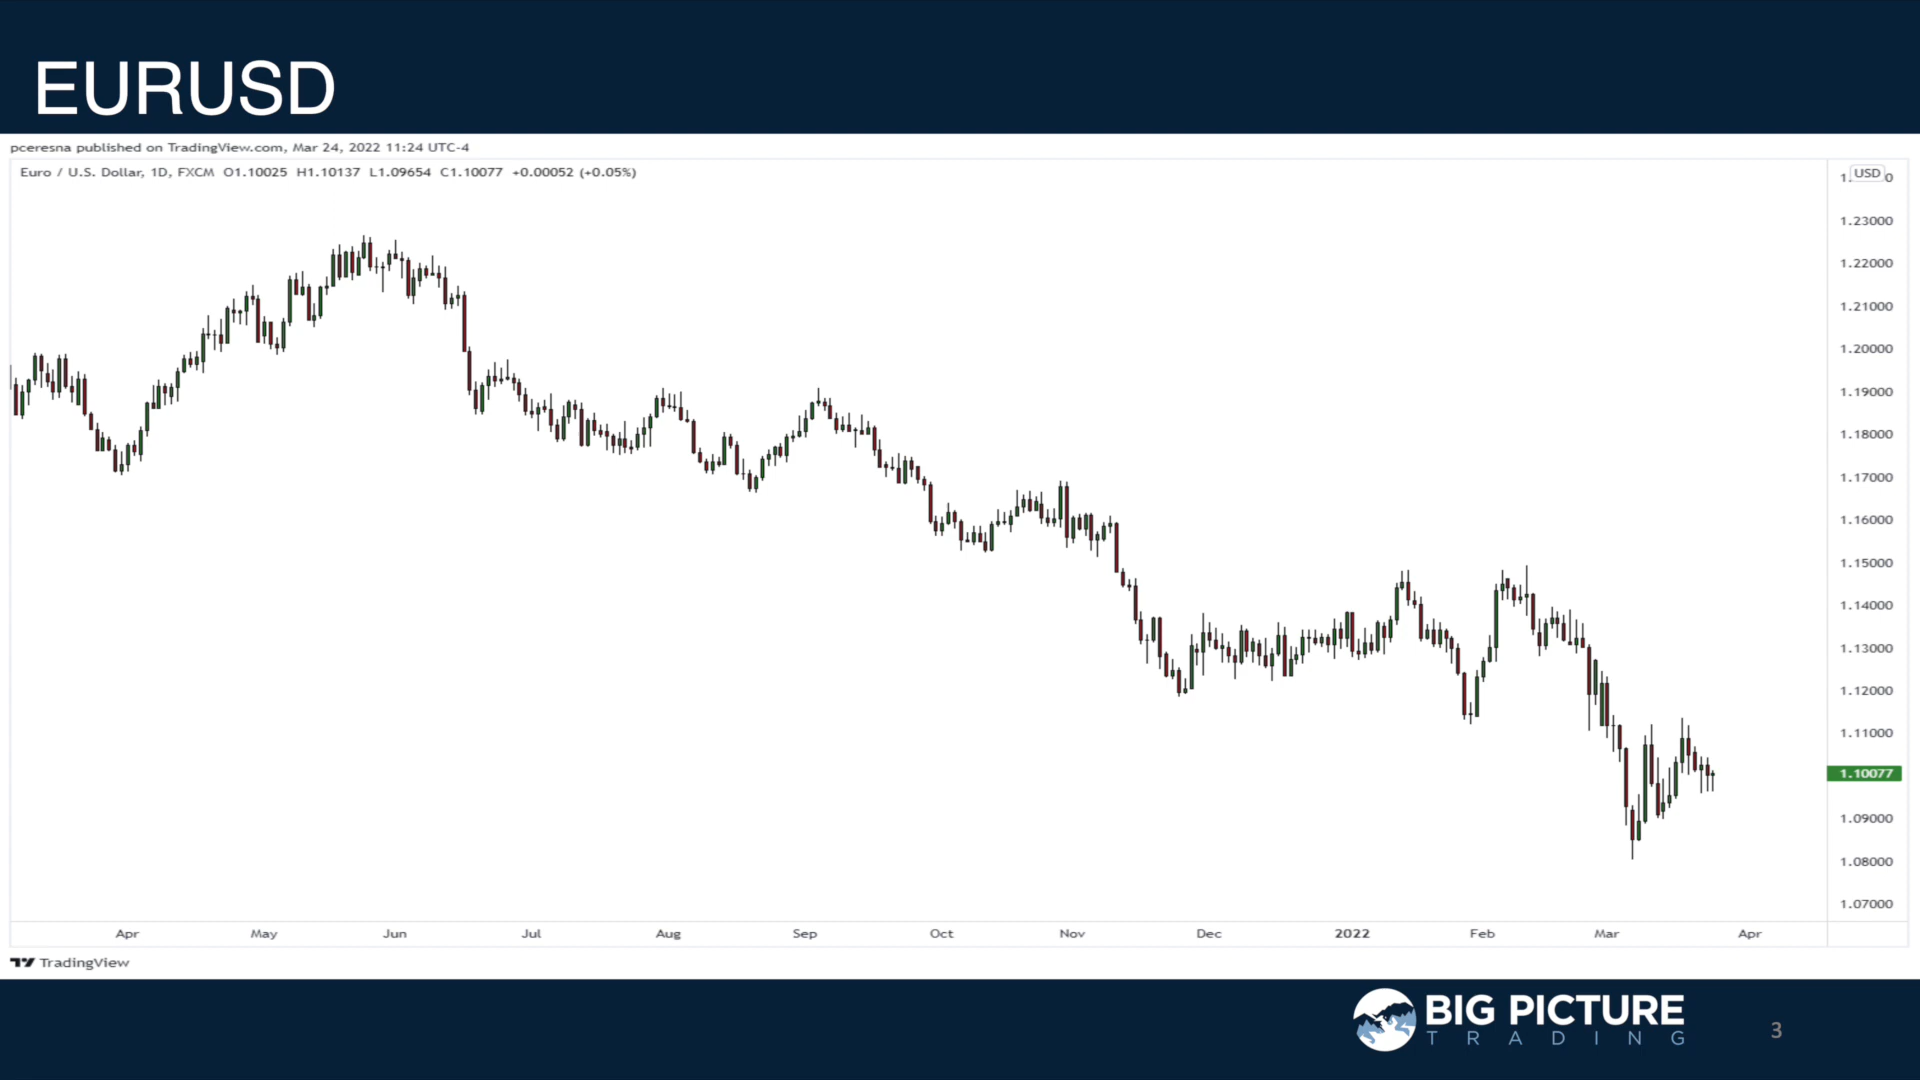 EURUSD
pceresna published on TradingView.com, Mar 24, 2022 11:24 UTC-4
Euro / U.S. Dollar, 1D, FXCM O1.10025 H1.10137 L1.09654 C1.10077 +0.00052 (+0.05%)
USD
1.23000
1.22000
1.21000
1.20000
1.19000
1.18000
1.17000
1.16000
1.15000
1.14000
1.13000
1.12000
1.11000
1.10077
1.09000
1.08000
1.07000
Apr May Jun Jul Aug Sep Oct Nov Dec 2022 Feb Mar Apr
TradingView
BIG PICTURE
TRADING
3